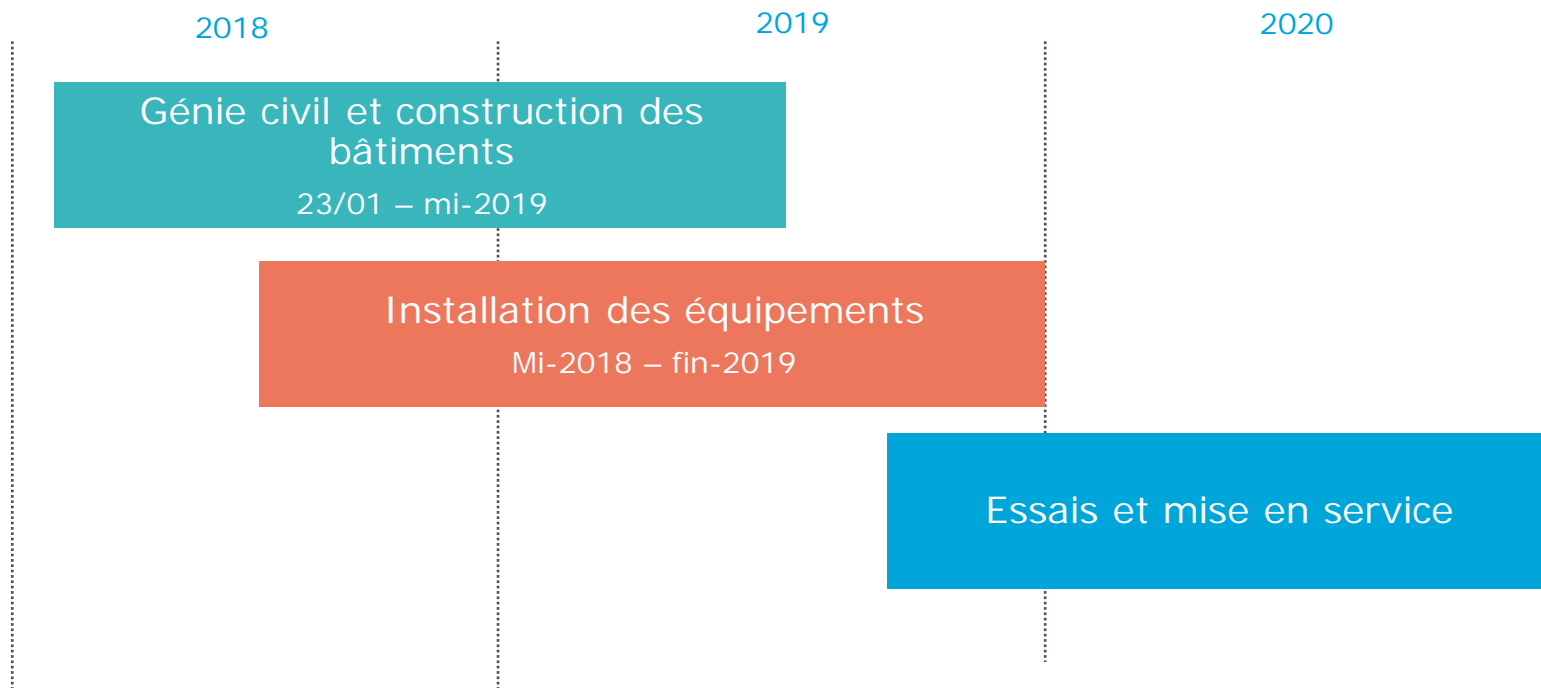 2018
2019
2020
Génie civil et construction des
bâtiments
23/01 – mi-2019
Installation des équipements
Mi-2018 – fin-2019
Essais et mise en service